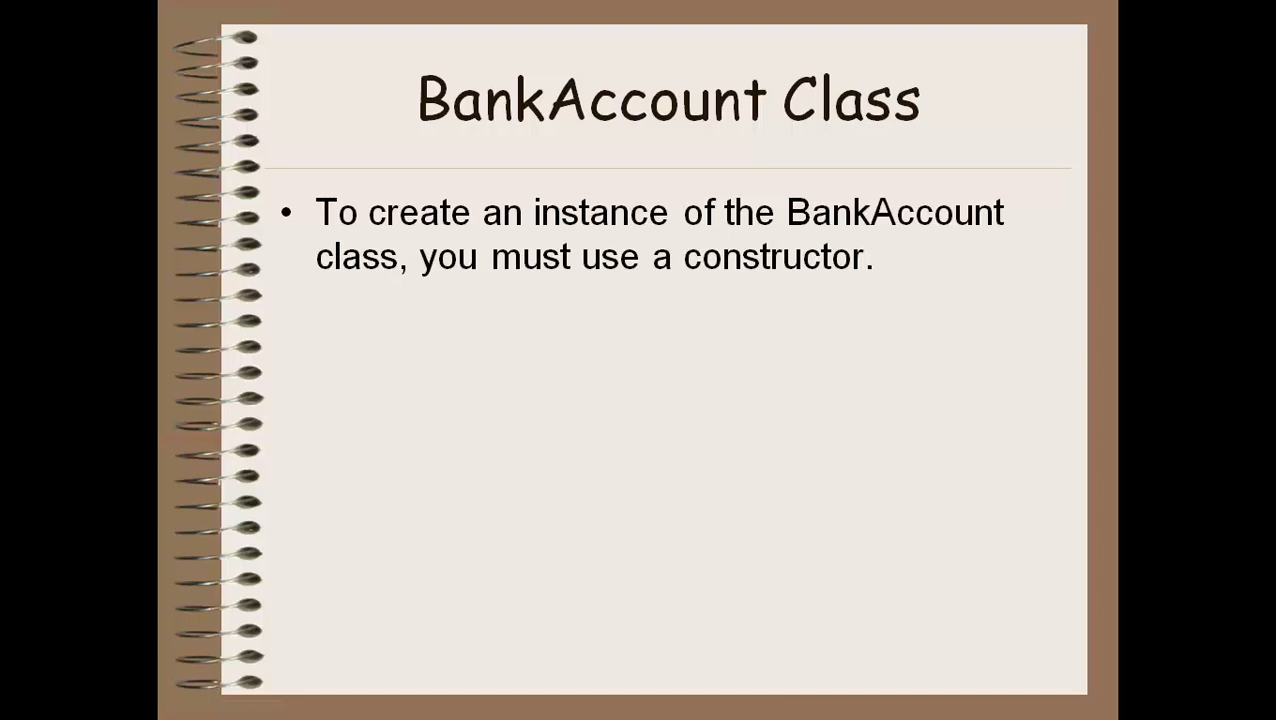 BankAccount Class
• To create an instance of the BankAccount
class, you must use a constructor.